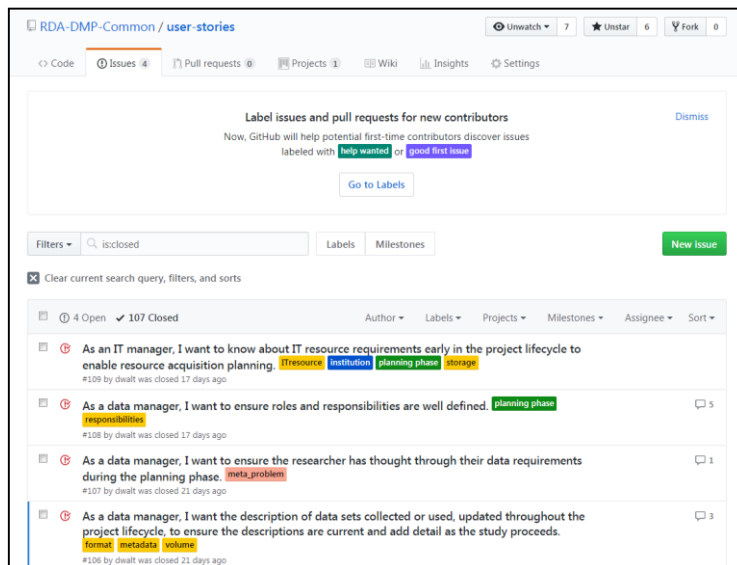 RDA-DMP-Common / user-stories
Unwatch 7 Unstar 6 Fork 0
Code Issues 4 Pull requests 0 Projects 1 Wiki Insights Settings
Label issues and pull requests for new contributors Dismiss
Now, GitHub will help potential first-time contributors discover issues
labeled with help wanted or good first issue
Go to Labels
Filters is:closed Labels Milestones New issue
Clear current search query, filters, and sorts
4 Open 107 Closed Author Labels Projects Milestones Assignee Sort
As an IT manager, I want to know about IT resource requirements early in the project lifecycle to
enable resource acquisition planning. ITresource institution planning phase storage
#109 by dwalt was closed 17 days ago
As a data manager, I want to ensure roles and responsibilities are well defined. planning phase 5
responsibilities
#108 by dwalt was closed 17 days ago
As a data manager, I want to ensure the researcher has thought through their data requirements 1
during the planning phase. meta_problem
#107 by dwalt was closed 21 days ago
As a data manager, I want the description of data sets collected or used, updated throughout the 3
project lifecycle, to ensure the descriptions are current and add detail as the study proceeds.
format metadata volume
#106 by dwalt was closed 21 days ago